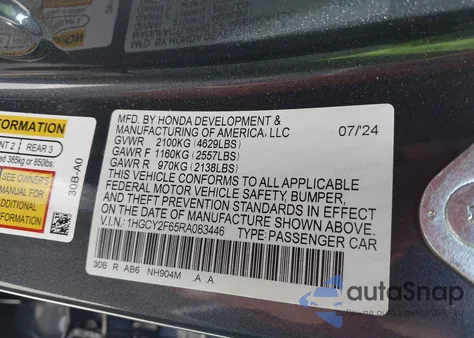 FORMATION
NT 2 REAR 3
ed 385kg or 850lbs.
SEE OWNER'S
MANUAL FOR
30B-A0
MFD. BY HONDA DEVELOPMENT &
MANUFACTURING OF AMERICA, LLC 07/24
GVWR 2100KG (4629LBS)
GAWR F 1160KG (2557LBS)
GAWR R 970KG (2138LBS)
THIS VEHICLE CONFORMS TO ALL APPLICABLE
FEDERAL MOTOR VEHICLE SAFETY, BUMPER,
AND THEFT PREVENTION STANDARDS IN EFFECT
ON THE DATE OF MANUFACTURE SHOWN ABOVE.
V.I.N.: 1HGCY2F65RA083446 TYPE: PASSENGER CAR
30B R AB6 NH904M A A
autoSnap